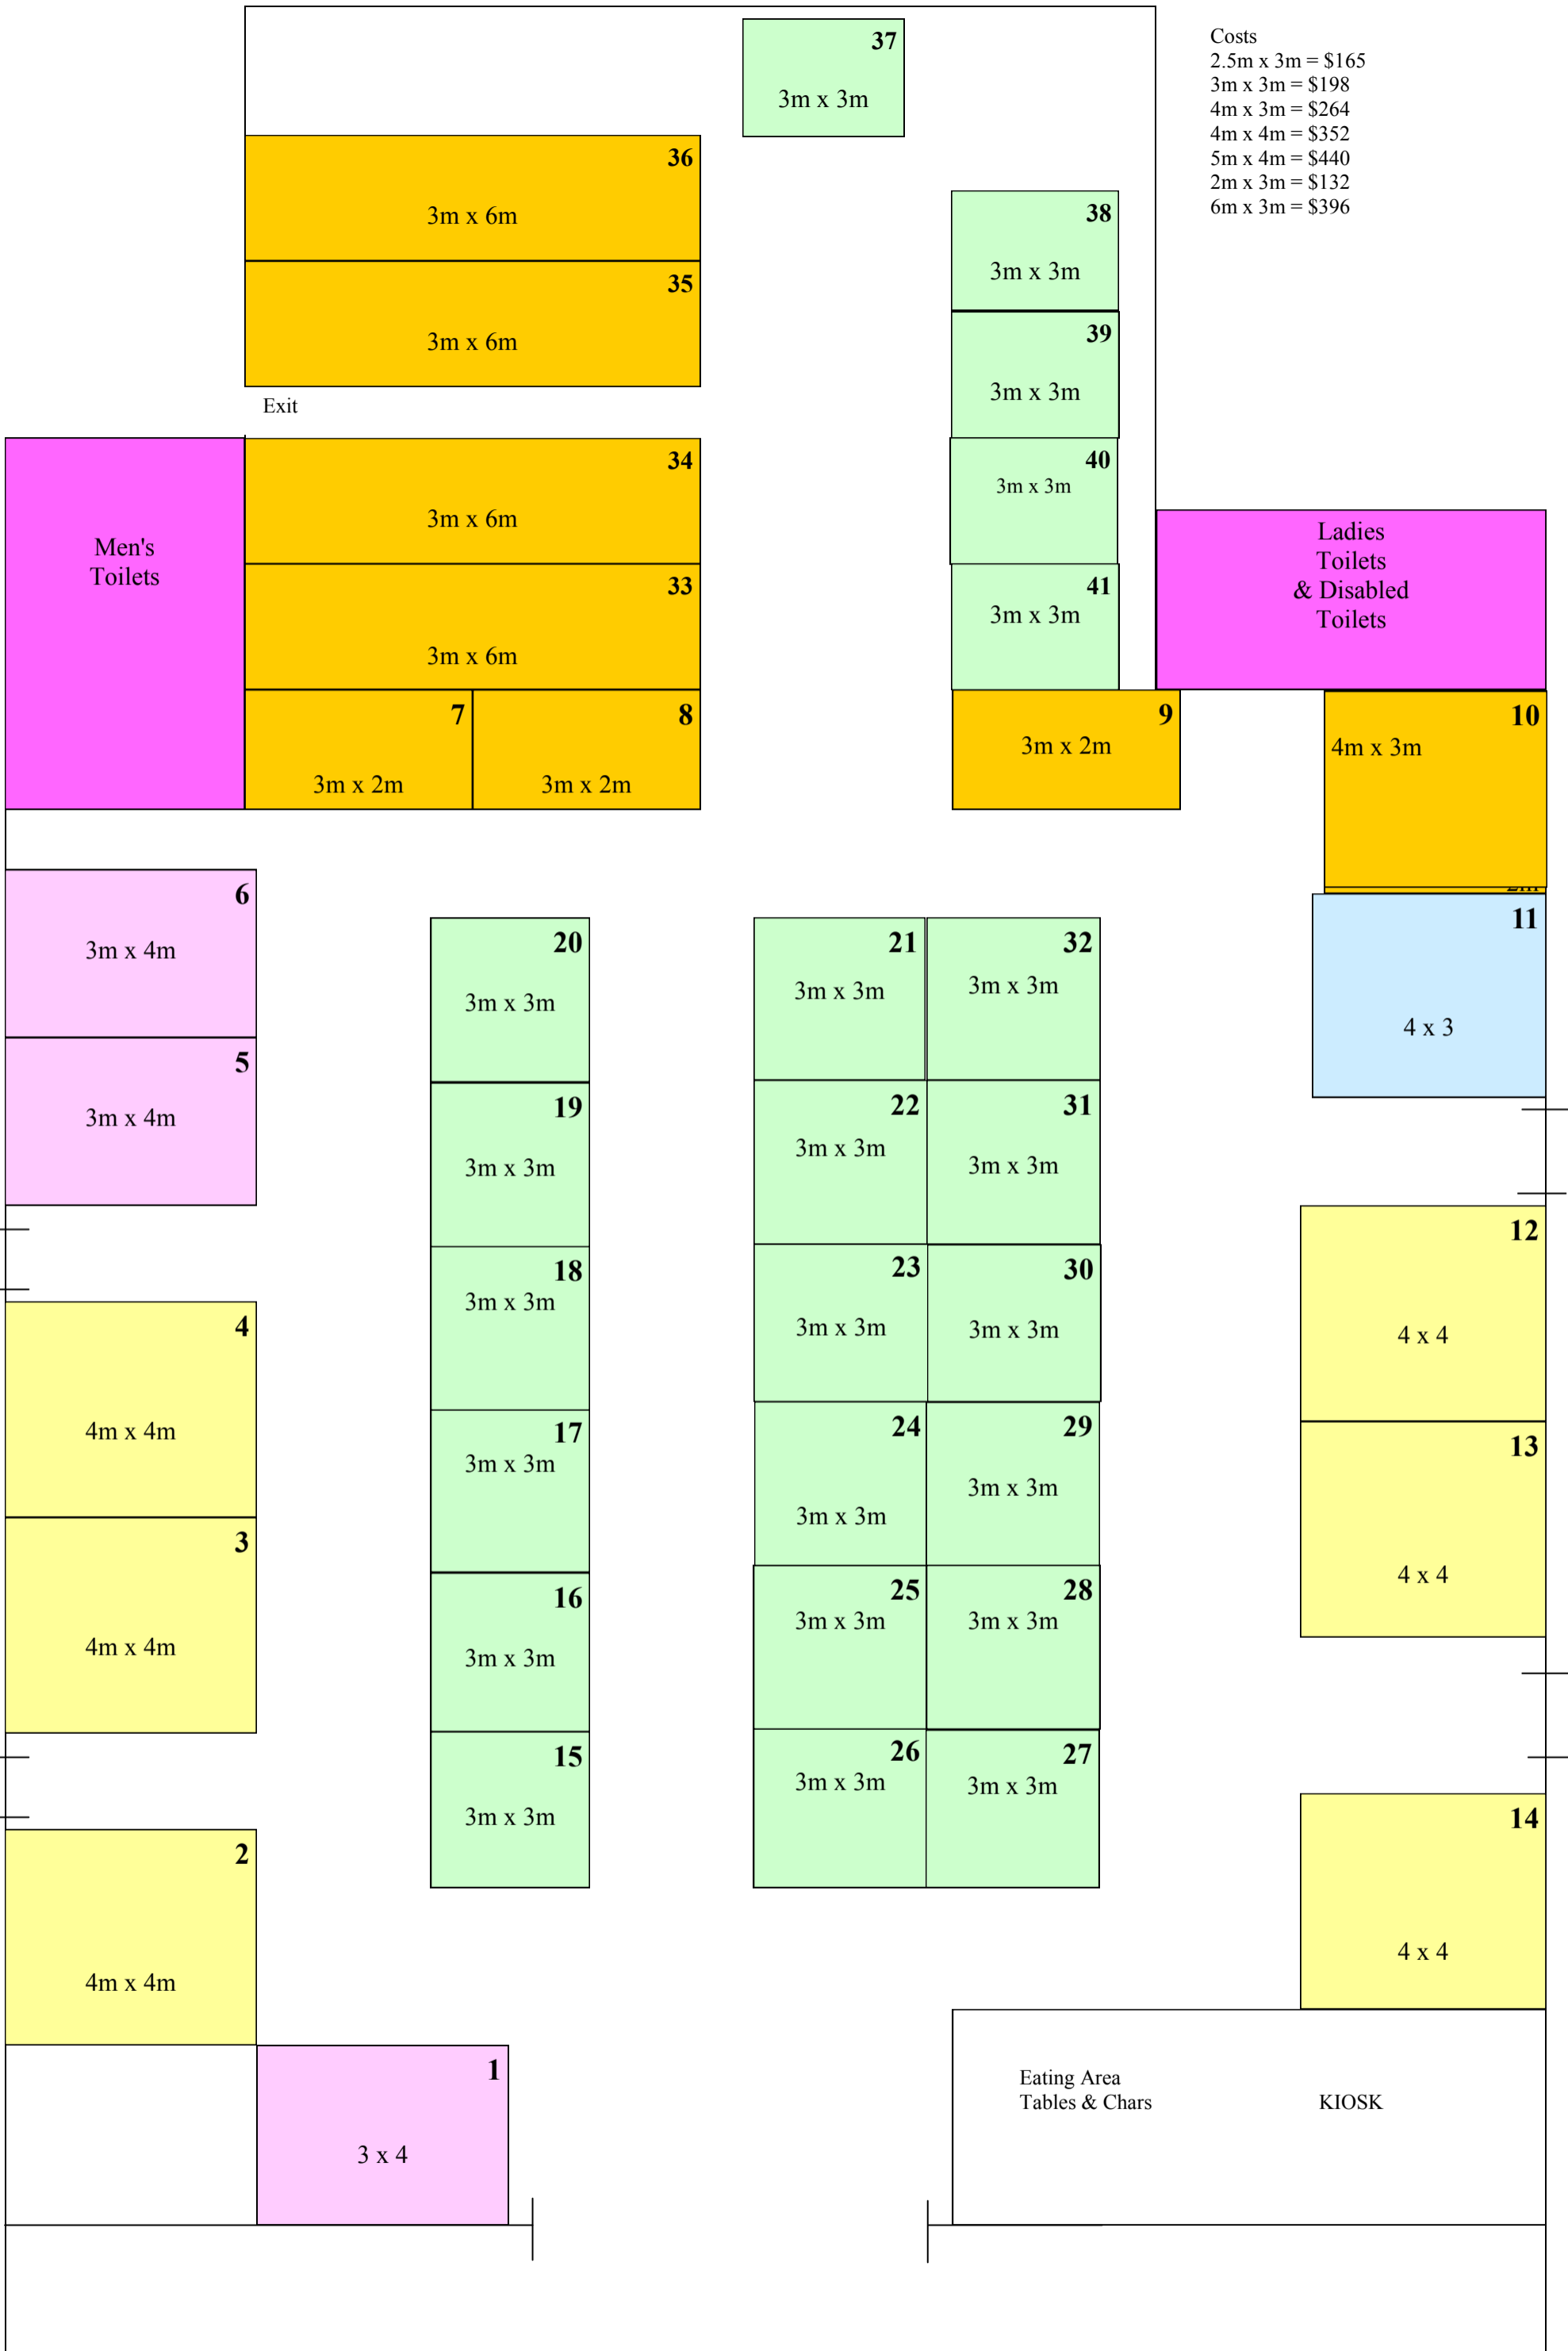 37
3m x 3m
Costs
2.5m x 3m = $165
3m x 3m = $198
4m x 3m = $264
4m x 4m = $352
5m x 4m = $440
2m x 3m = $132
6m x 3m = $396
36
3m x 6m
35
3m x 6m
Exit
38
3m x 3m
39
3m x 3m
40
3m x 3m
41
3m x 3m
Men's
Toilets
34
3m x 6m
33
3m x 6m
7
3m x 2m
8
3m x 2m
Ladies
Toilets
& Disabled
Toilets
9
3m x 2m
10
4m x 3m
6
3m x 4m
5
3m x 4m
4
4m x 4m
3
4m x 4m
2
4m x 4m
1
3 x 4
20
3m x 3m
19
3m x 3m
18
3m x 3m
17
3m x 3m
16
3m x 3m
15
3m x 3m
21
3m x 3m
32
3m x 3m
22
3m x 3m
31
3m x 3m
23
3m x 3m
30
3m x 3m
24
3m x 3m
29
3m x 3m
25
3m x 3m
28
3m x 3m
26
3m x 3m
27
3m x 3m
11
4 x 3
12
4 x 4
13
4 x 4
14
4 x 4
Eating Area
Tables & Chars
KIOSK